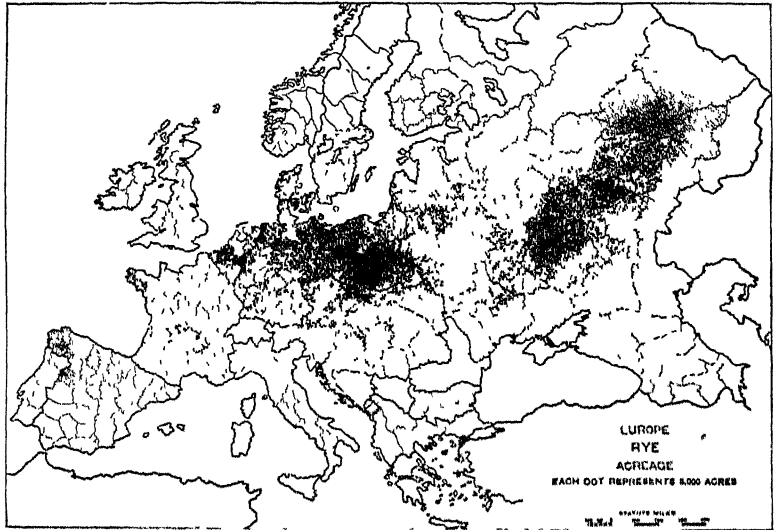 EUROPE
RYE
ACREAGE
EACH DOT REPRESENTS 5,000 ACRES
STATUTE MILES